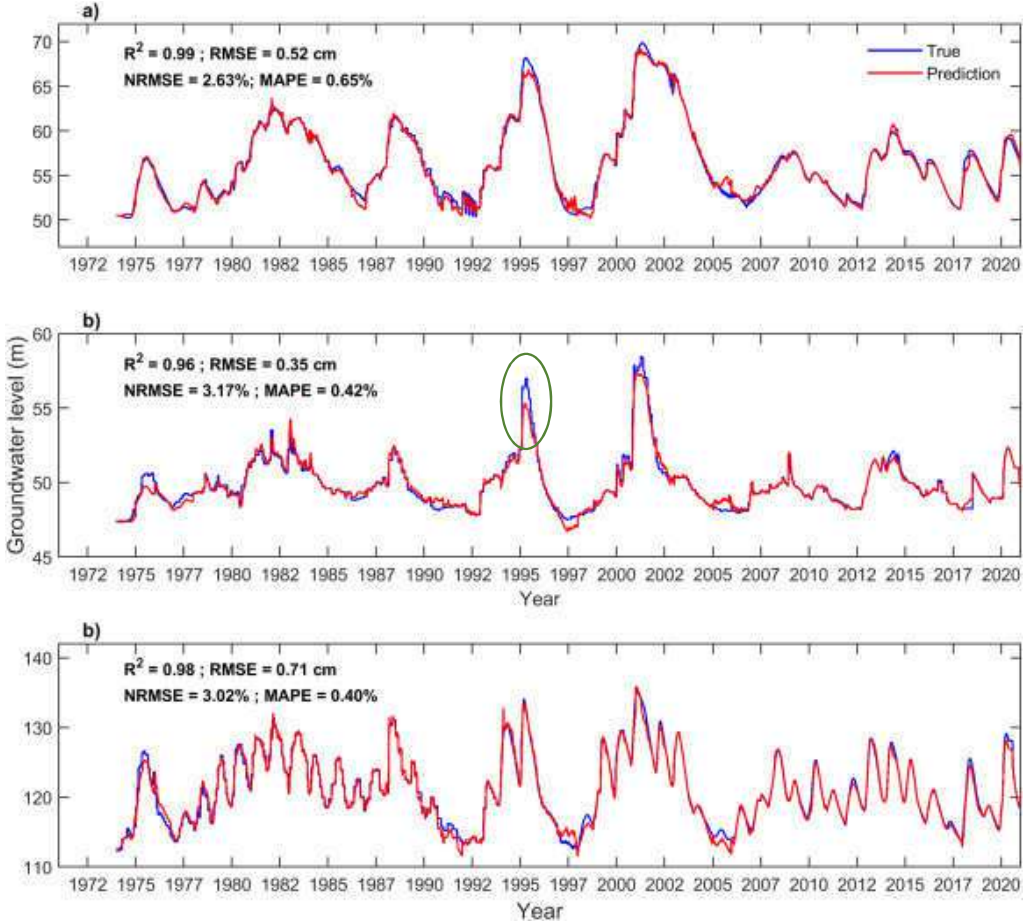 a)
R² = 0.99 ; RMSE = 0.52 cm
NRMSE = 2.63%; MAPE = 0.65%
True
Prediction
70
65
60
55
50
1972 1975 1977 1980 1982 1985 1987 1990 1992 1995 1997 2000 2002 2005 2007 2010 2012 2015 2017 2020
b)
R² = 0.96 ; RMSE = 0.35 cm
NRMSE = 3.17% ; MAPE = 0.42%
Groundwater level (m)
60
55
50
45
1972 1975 1977 1980 1982 1985 1987 1990 1992 1995 1997 2000 2002 2005 2007 2010 2012 2015 2017 2020
Year
b)
R² = 0.98 ; RMSE = 0.71 cm
NRMSE = 3.02% ; MAPE = 0.40%
140
130
120
110
1972 1975 1977 1980 1982 1985 1987 1990 1992 1995 1997 2000 2002 2005 2007 2010 2012 2015 2017 2020
Year